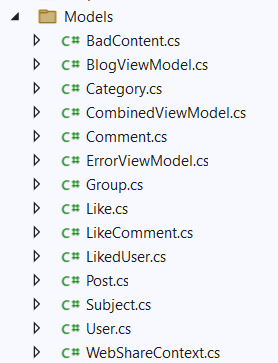 Models
C# BadContent.cs
C# BlogViewModel.cs
C# Category.cs
C# CombinedViewModel.cs
C# Comment.cs
C# ErrorViewModel.cs
C# Group.cs
C# Like.cs
C# LikeComment.cs
C# LikedUser.cs
C# Post.cs
C# Subject.cs
C# User.cs
C# WebShareContext.cs